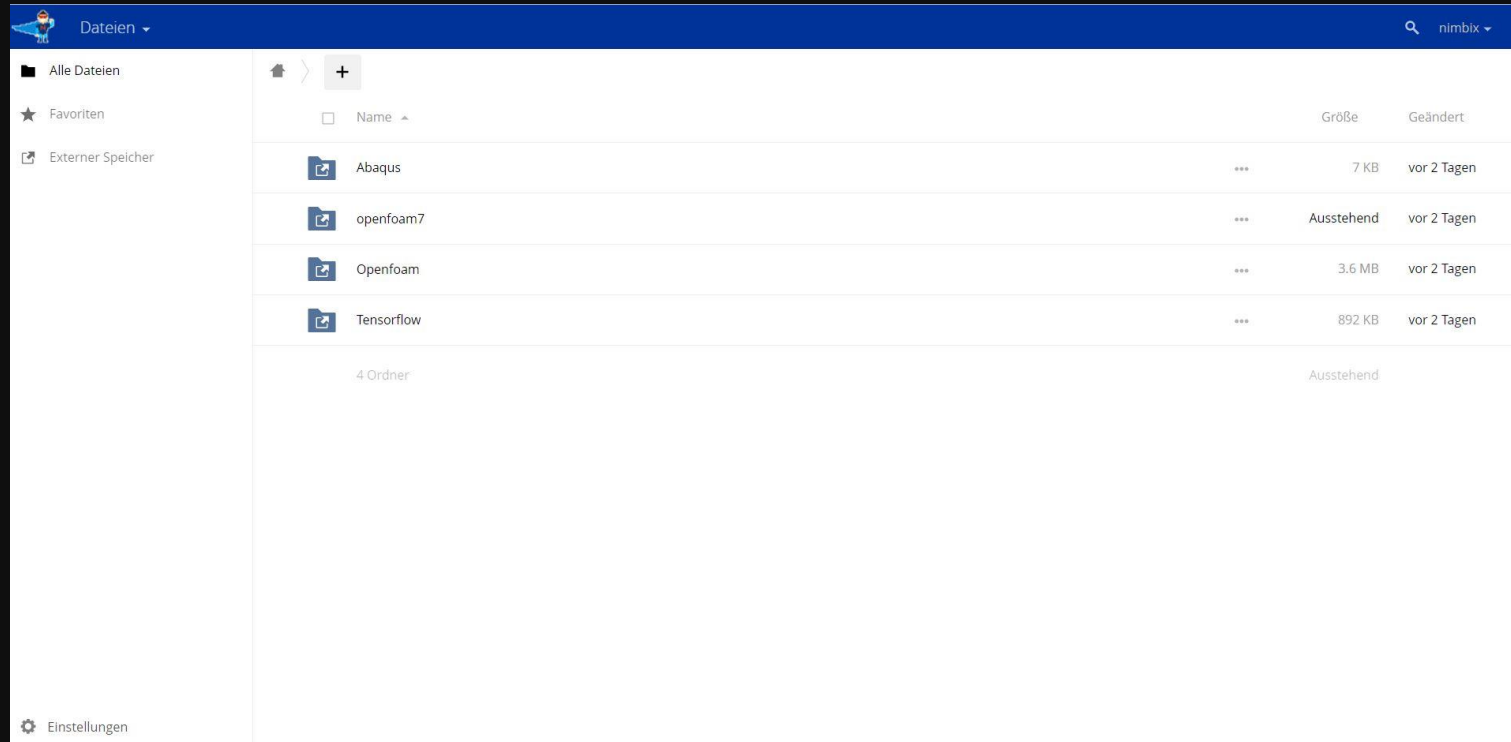 Dateien
nimbix
Alle Dateien
Favoriten
Externer Speicher
Name Größe Geändert
Abaqus 7 KB vor 2 Tagen
openfoam7 Ausstehend vor 2 Tagen
Openfoam 3.6 MB vor 2 Tagen
Tensorflow 892 KB vor 2 Tagen
4 Ordner Ausstehend
Einstellungen